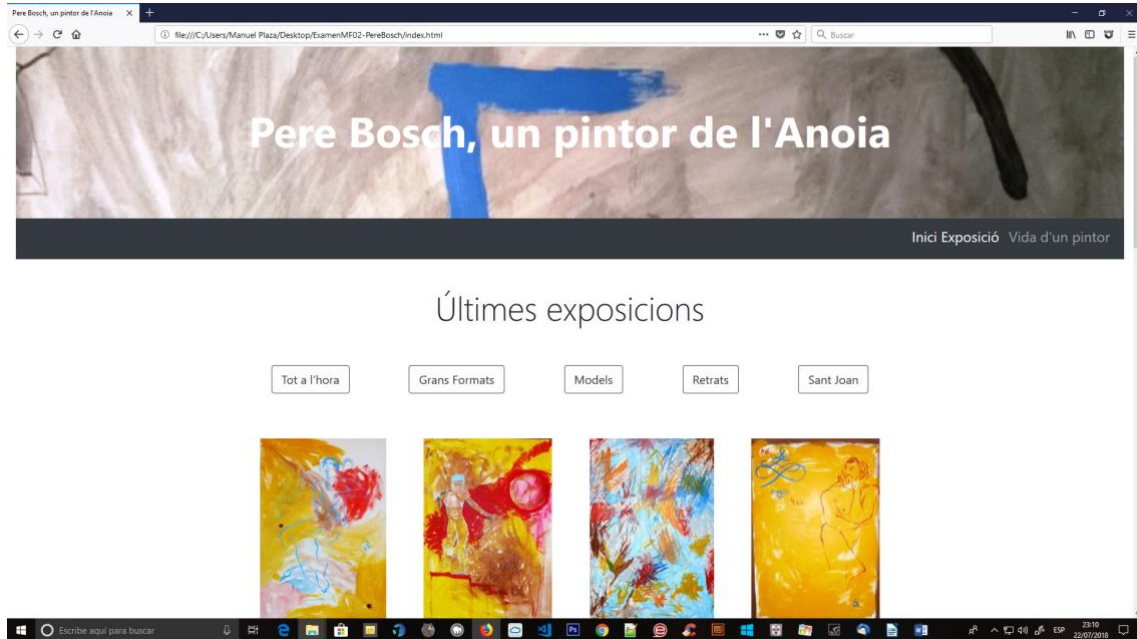 Pere Bosch, un pintor de l'Anoia
file:///C:/Users/Manuel Plaza/Desktop/ExamenMF02-PereBosch/index.html
Buscar
Pere Bosch, un pintor de l'Anoia
Inici Exposició Vida d'un pintor
Últimes exposicions
Tot a l'hora Grans Formats Models Retrats Sant Joan
Escribe aquí para buscar
ESP
23:10
22/07/2018